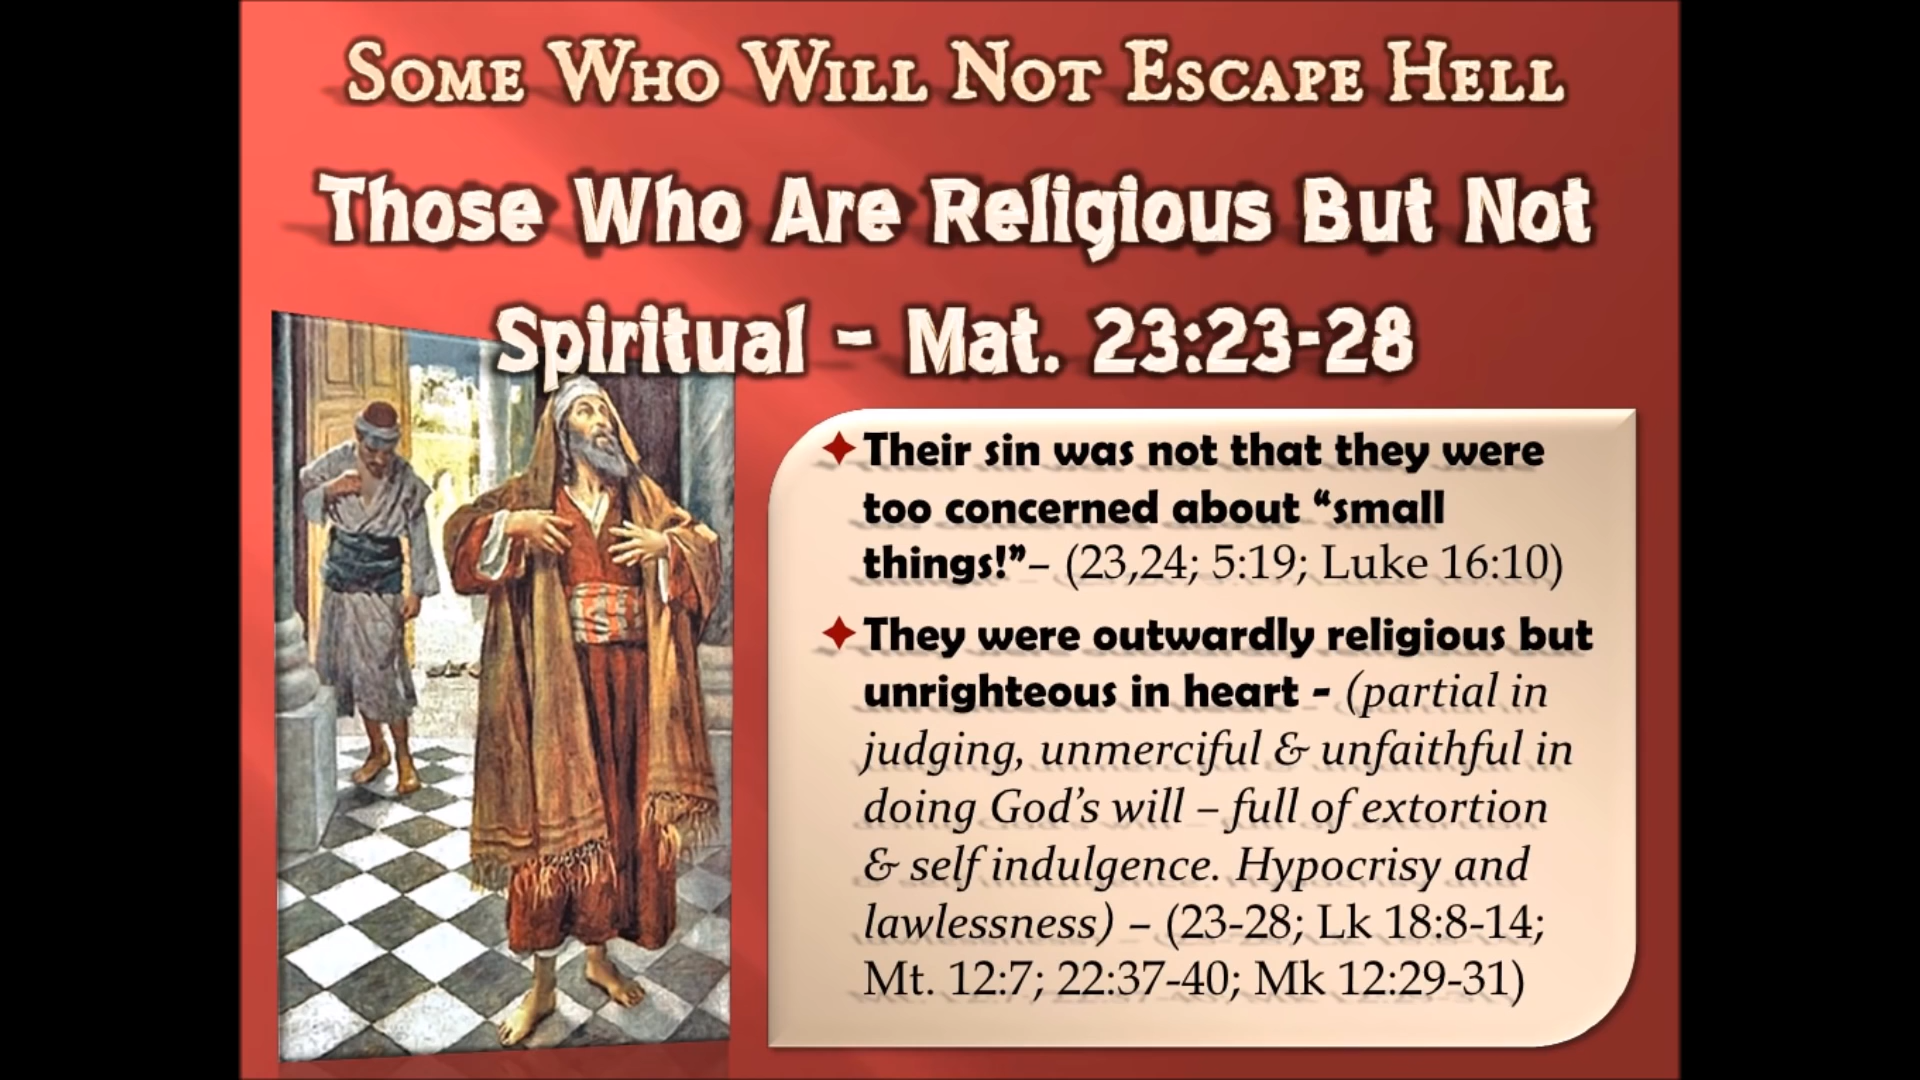 Some Who Will Not Escape Hell
Those Who Are Religious But Not
Spiritual - Mat. 23:23-28
Their sin was not that they were
too concerned about “small
things!”– (23,24; 5:19; Luke 16:10)
They were outwardly religious but
unrighteous in heart - (partial in
judging, unmerciful & unfaithful in
doing God’s will – full of extortion
& self indulgence. Hypocrisy and
lawlessness) – (23-28; Lk 18:8-14;
Mt. 12:7; 22:37-40; Mk 12:29-31)